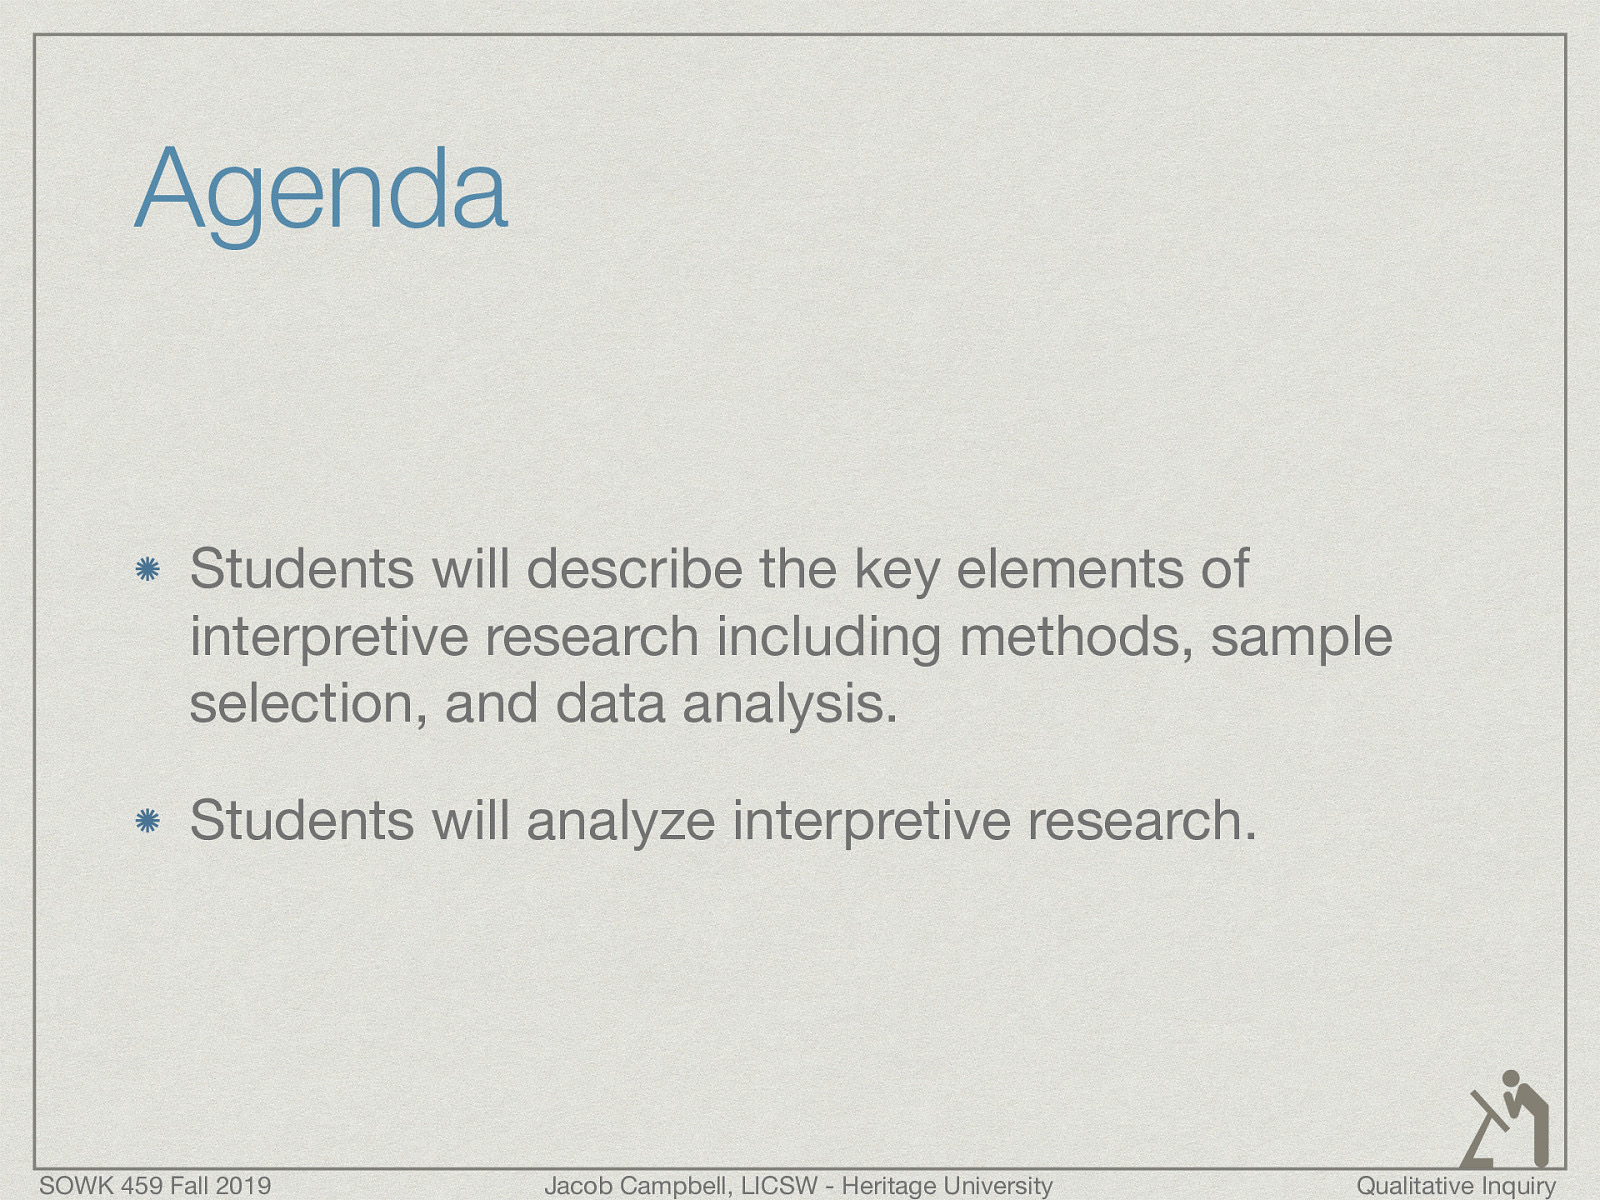 Agenda
Students will describe the key elements of
interpretive research including methods, sample
selection, and data analysis.
Students will analyze interpretive research.
SOWK 459 Fall 2019
Jacob Campbell, LICSW - Heritage University
Qualitative Inquiry